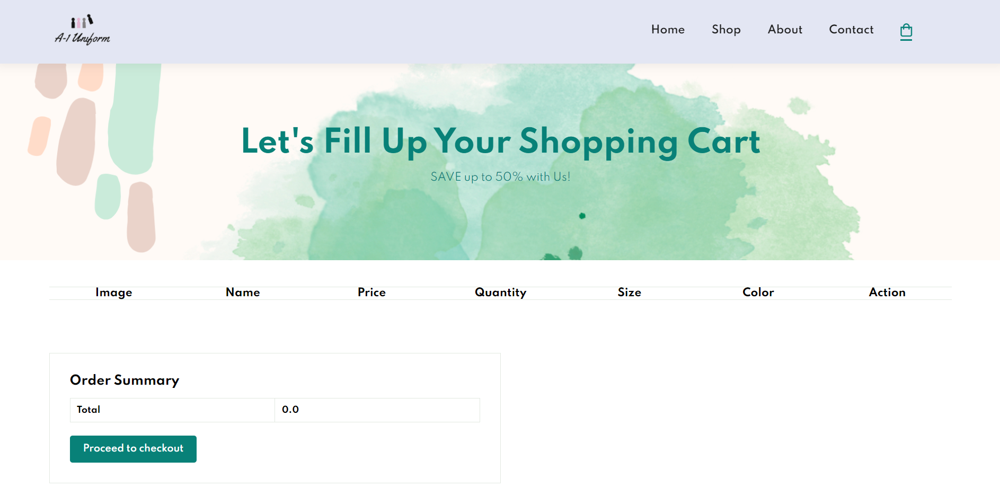 A-1 Uniform
Home Shop About Contact
Let's Fill Up Your Shopping Cart
SAVE up to 50% with Us!
Image Name Price Quantity Size Color Action
Order Summary
Total 0.0
Proceed to checkout